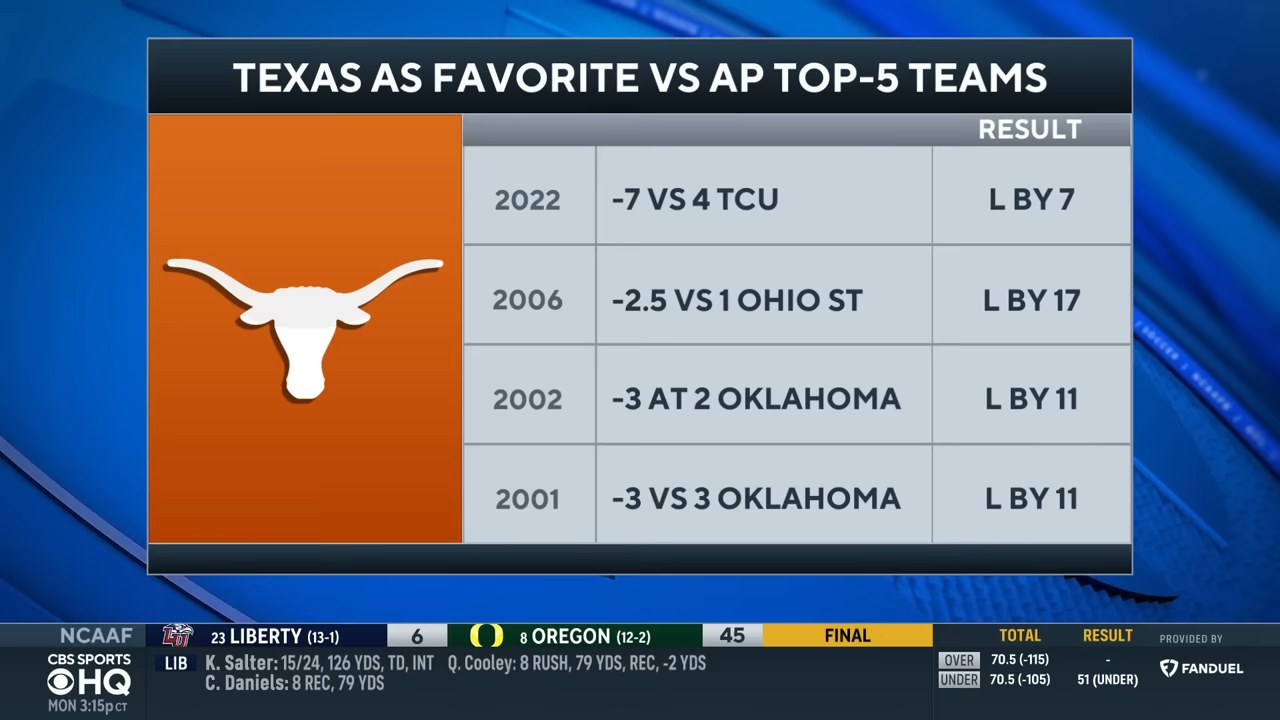 TEXAS AS FAVORITE VS AP TOP-5 TEAMS
RESULT
2022 -7 VS 4 TCU L BY 7
2006 -2.5 VS 1 OHIO ST L BY 17
2002 -3 AT 2 OKLAHOMA L BY 11
2001 -3 VS 3 OKLAHOMA L BY 11
NCAAF LU 23 LIBERTY (13-1) 6 8 OREGON (12-2) 45 FINAL TOTAL RESULT PROVIDED BY
CBS SPORTS HQ LIB K. Salter: 15/24, 126 YDS, TD, INT Q. Cooley: 8 RUSH, 79 YDS, REC, -2 YDS OVER 70.5 (-115) - FANDUEL
C. Daniels: 8 REC, 79 YDS UNDER 70.5 (-105) 51 (UNDER)
MON 3:15p CT